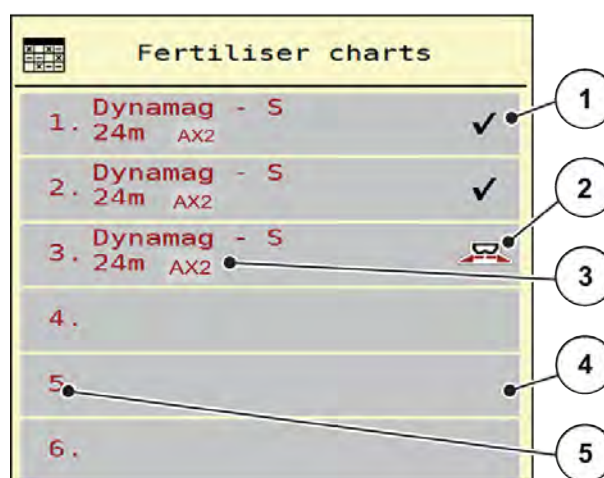 Fertiliser charts
1. Dynamag - S
24m AX2
2. Dynamag - S
24m AX2
3. Dynamag - S
24m AX2
4.
5.
6.
1
2
3
4
5